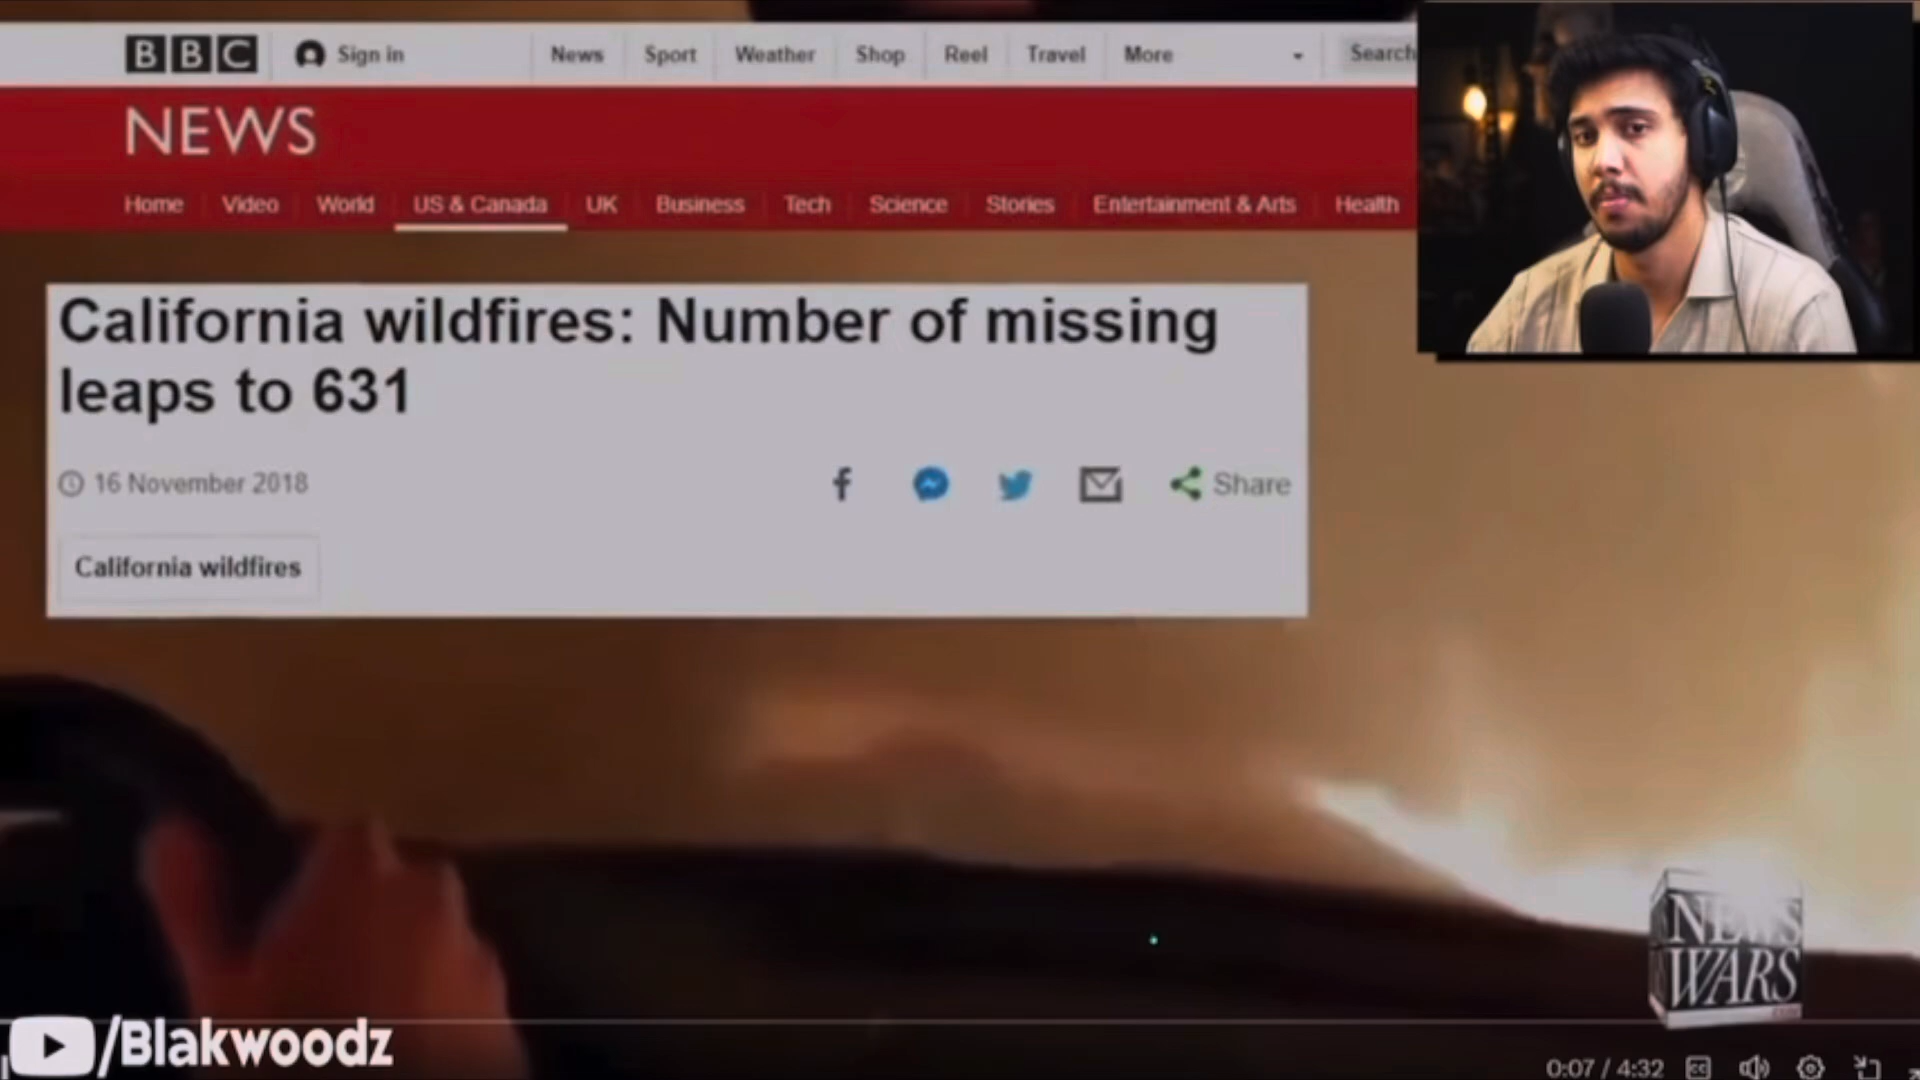 BBC Sign in News Sport Weather Shop Reel Travel More Search
NEWS
Home Video World US & Canada UK Business Tech Science Stories Entertainment & Arts Health
California wildfires: Number of missing
leaps to 631
16 November 2018 Share
California wildfires
NEWS
WARS
/Blakwoodz
0:07 / 4:32